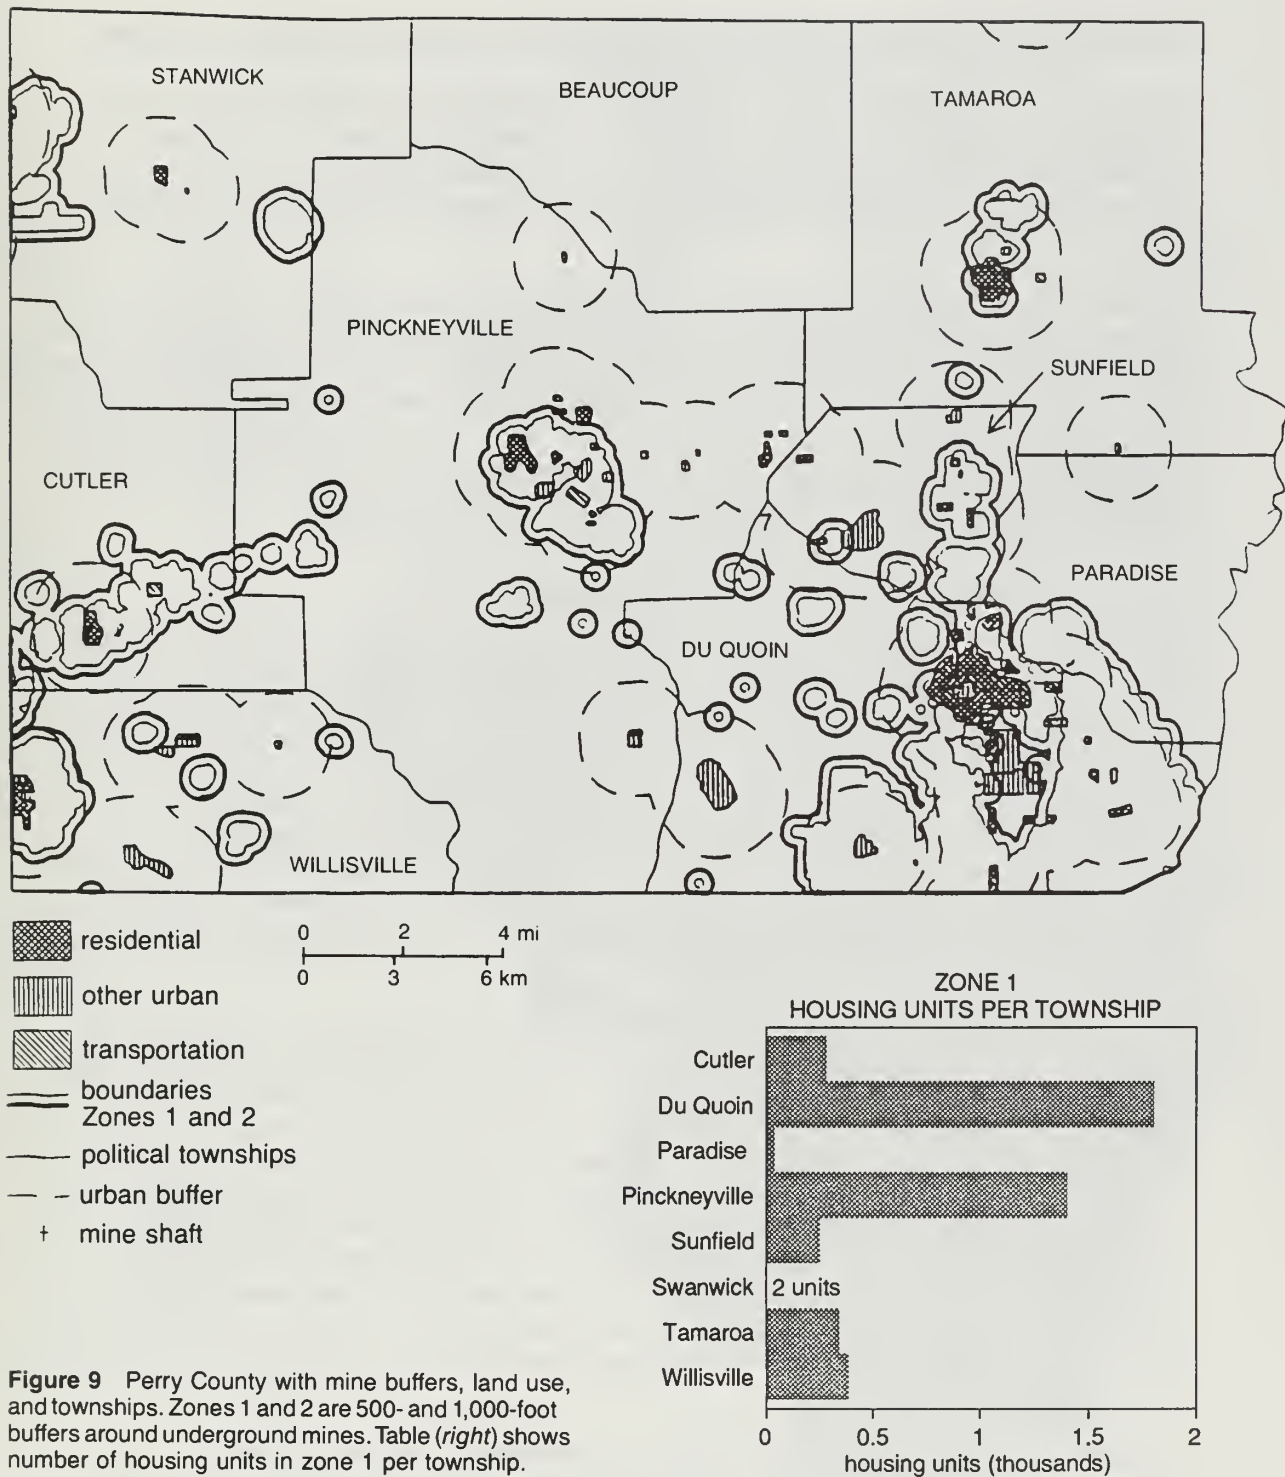 STANWICK
BEAUCOUP
TAMAROA
PINCKNEYVILLE
SUNFIELD
CUTLER
PARADISE
DU QUOIN
WILLISVILLE
residential
other urban
transportation
boundaries
Zones 1 and 2
political townships
urban buffer
mine shaft
0 2 4 mi
0 3 6 km
ZONE 1
HOUSING UNITS PER TOWNSHIP
Cutler
Du Quoin
Paradise
Pinckneyville
Sunfield
Swanwick 2 units
Tamaroa
Willisville
0 0.5 1 1.5 2
housing units (thousands)
Figure 9 Perry County with mine buffers, land use,
and townships. Zones 1 and 2 are 500- and 1,000-foot
buffers around underground mines. Table (right) shows
number of housing units in zone 1 per township.